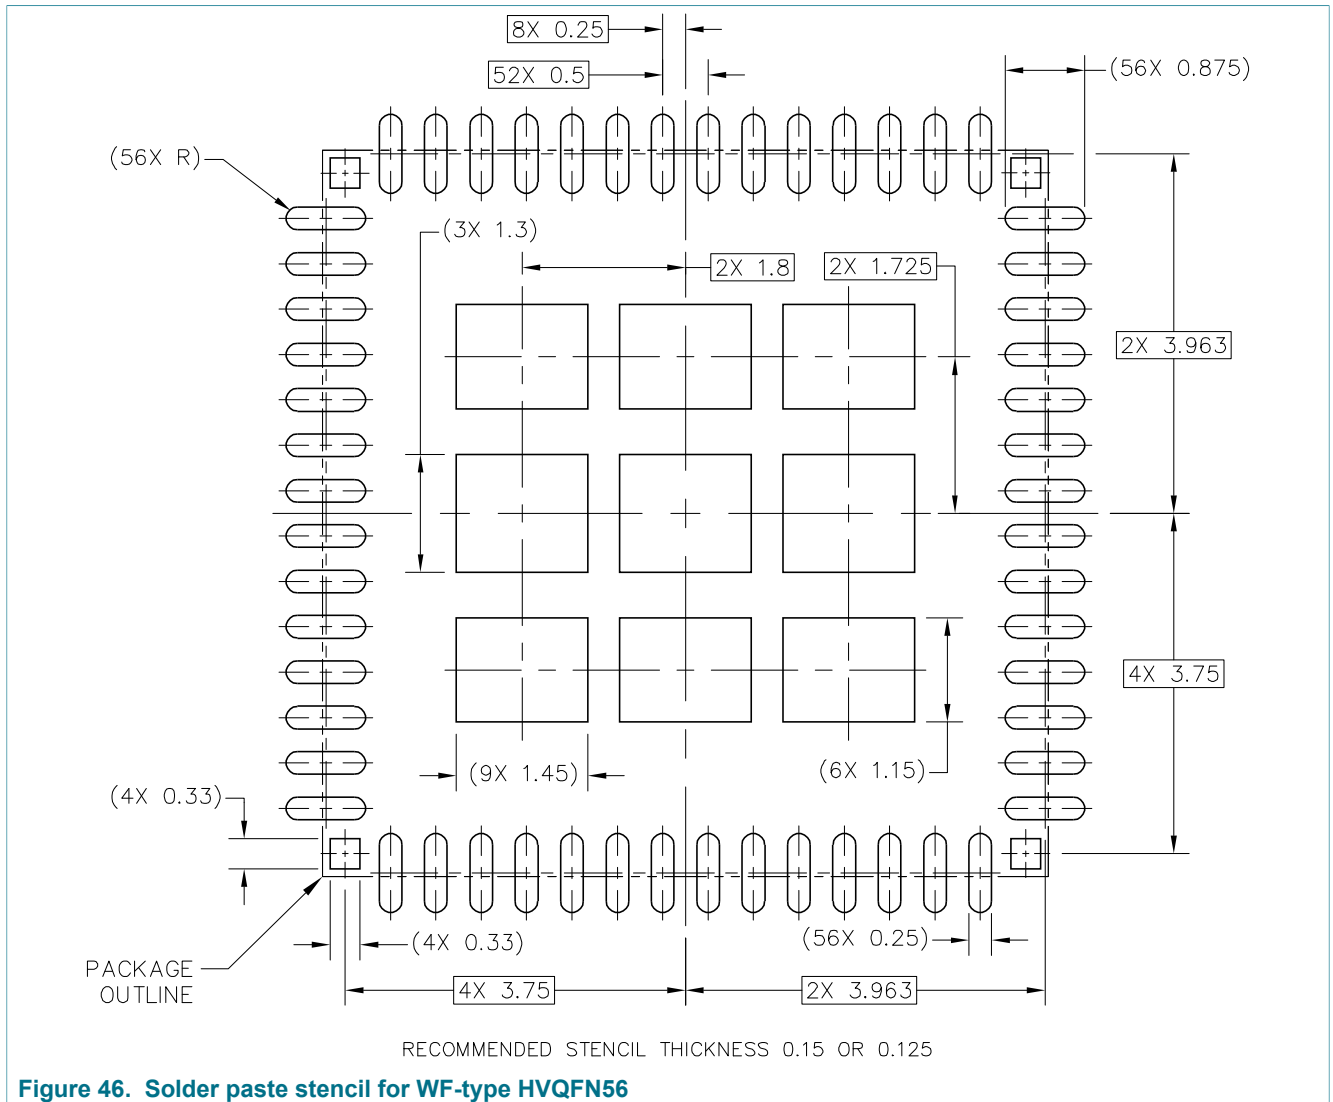 8X 0.25
52X 0.5
(56X 0.875)
(56X R)
(3X 1.3)
2X 1.8
2X 1.725
2X 3.963
4X 3.75
(9X 1.45)
(6X 1.15)
(4X 0.33)
(4X 0.33)
(56X 0.25)
PACKAGE
OUTLINE
4X 3.75
2X 3.963
RECOMMENDED STENCIL THICKNESS 0.15 OR 0.125
Figure 46. Solder paste stencil for WF-type HVQFN56